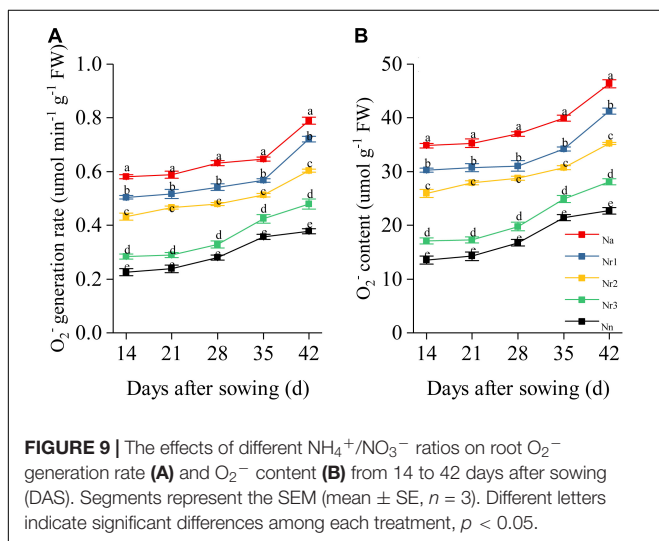 A
B
O₂⁻ generation rate (umol min⁻¹ g⁻¹ FW)
1.0
0.8
0.6
0.4
0.2
0.0
a a a a a
b b b b b
c c c c c
d d d d d
e e e e e
14 21 28 35 42
Days after sowing (d)
O₂⁻ content (umol g⁻¹ FW)
50
40
30
20
10
0
a a a a a
b b b b b
c c c c c
d d d d d
e e e e e
Na
Nr1
Nr2
Nr3
Nn
14 21 28 35 42
Days after sowing (d)
FIGURE 9 | The effects of different NH₄⁺/NO₃⁻ ratios on root O₂⁻
generation rate (A) and O₂⁻ content (B) from 14 to 42 days after sowing
(DAS). Segments represent the SEM (mean ± SE, n = 3). Different letters
indicate significant differences among each treatment, p < 0.05.